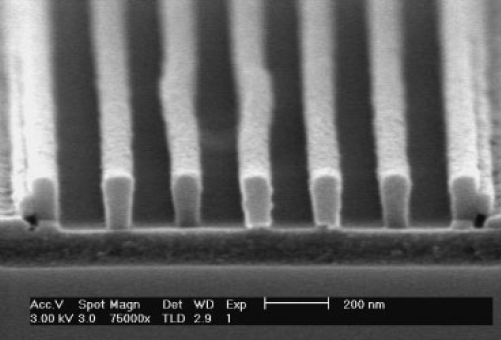 Acc.V Spot Magn Det WD Exp 200 nm
3.00 kV 3.0 75000x TLD 2.9 1